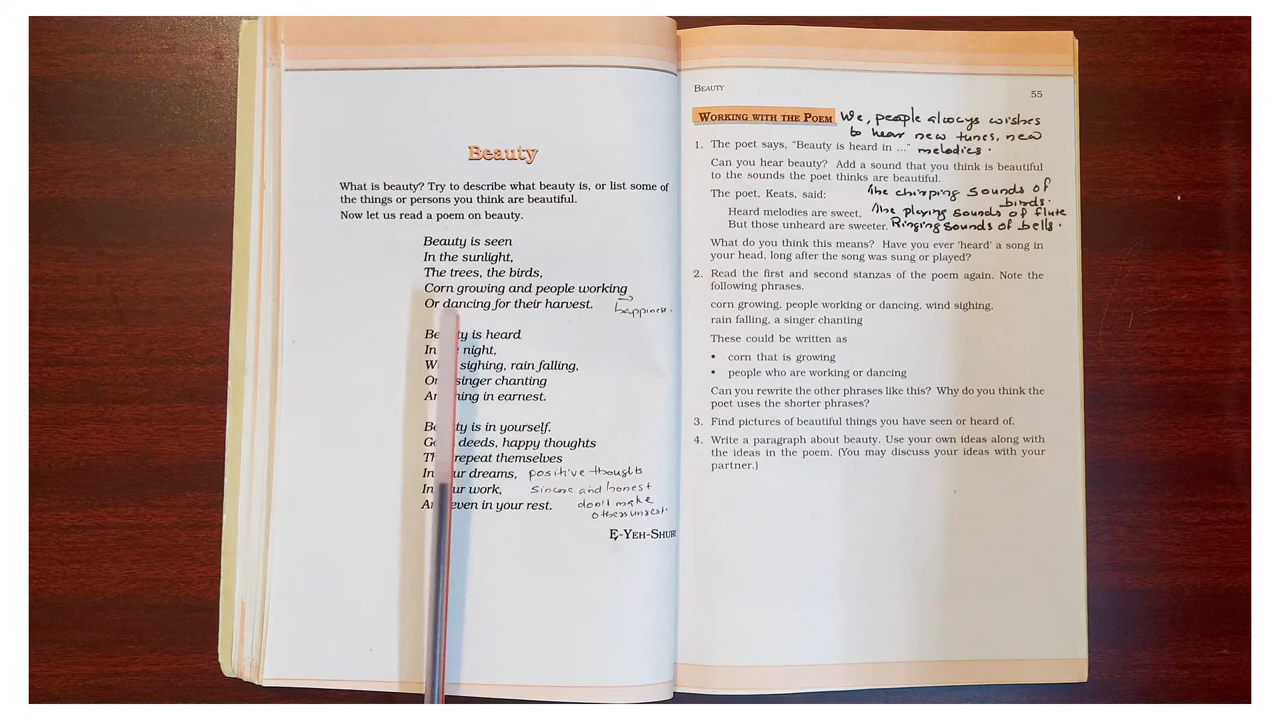 Beauty
What is beauty? Try to describe what beauty is, or list some of
the things or persons you think are beautiful.
Now let us read a poem on beauty.
Beauty is seen
In the sunlight,
The trees, the birds,
Corn growing and people working
Or dancing for their harvest.
happiness.
is heard
In night,
sighing, rain falling,
singer chanting
in earnest.
is in yourself.
deeds, happy thoughts
repeat themselves
In dreams, positive thoughts
In work, sincere and honest
even in your rest. don't make
others unrest.
E-YEH-SHURE
BEAUTY
55
WORKING WITH THE POEM We, people always wishes
to hear new tunes, new
melodies.
1. The poet says, "Beauty is heard in ..."
Can you hear beauty? Add a sound that you think is beautiful
to the sounds the poet thinks are beautiful.
The poet, Keats, said: The chirping sounds of
birds.
Heard melodies are sweet, The playing sounds of flute
But those unheard are sweeter. Ringing sounds of bells.
What do you think this means? Have you ever 'heard' a song in
your head, long after the song was sung or played?
2. Read the first and second stanzas of the poem again. Note the
following phrases.
corn growing, people working or dancing, wind sighing,
rain falling, a singer chanting
These could be written as
• corn that is growing
• people who are working or dancing
Can you rewrite the other phrases like this? Why do you think the
poet uses the shorter phrases?
3. Find pictures of beautiful things you have seen or heard of.
4. Write a paragraph about beauty. Use your own ideas along with
the ideas in the poem. (You may discuss your ideas with your
partner.)